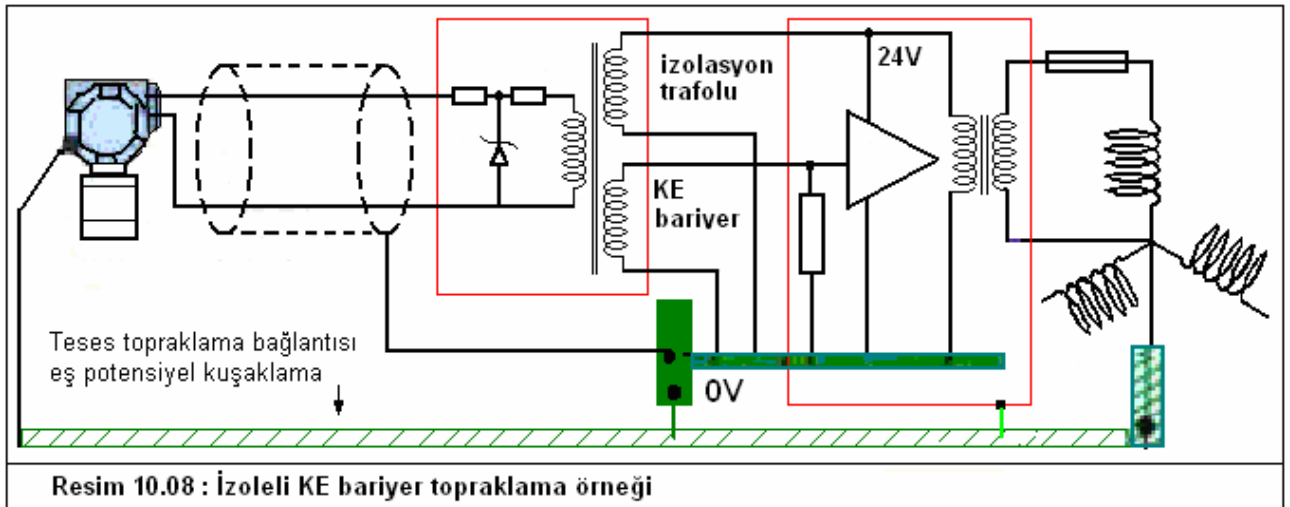 izolasyon
trafolu
24V
KE
bariyer
Teses topraklama bağlantısı
eş potensiyel kuşaklama
0V
Resim 10.08 : İzoleli KE bariyer topraklama örneği